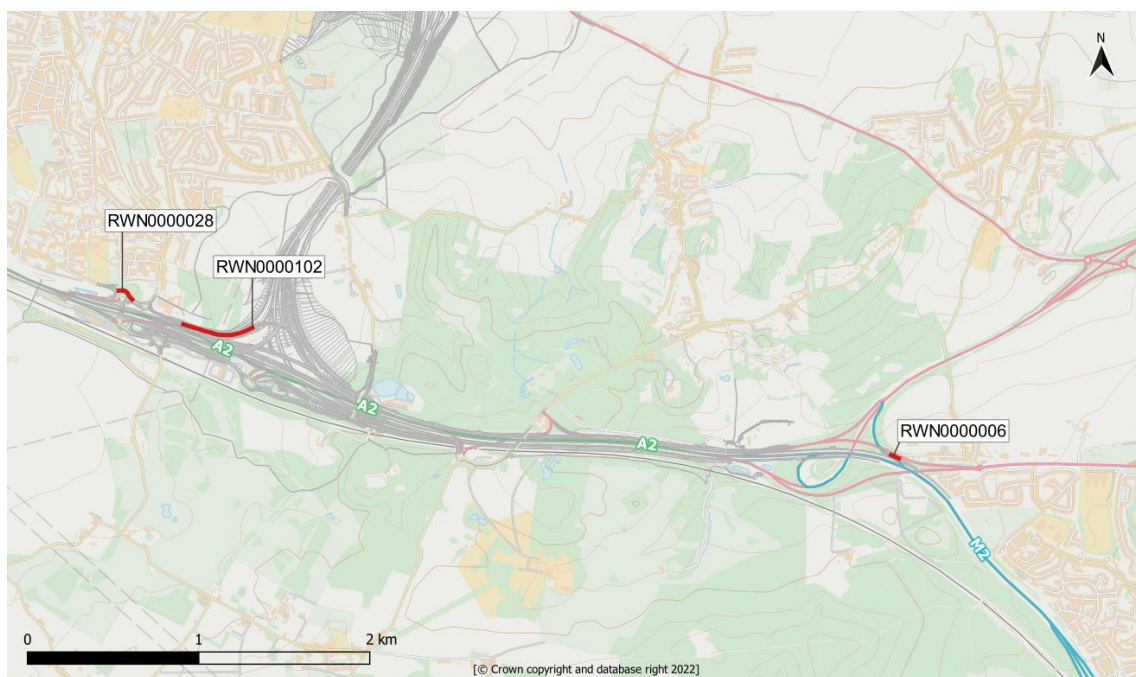 N
RWN0000028
RWN0000102
A2
A2
A2
RWN0000006
M2
0 1 2 km
[© Crown copyright and database right 2022]